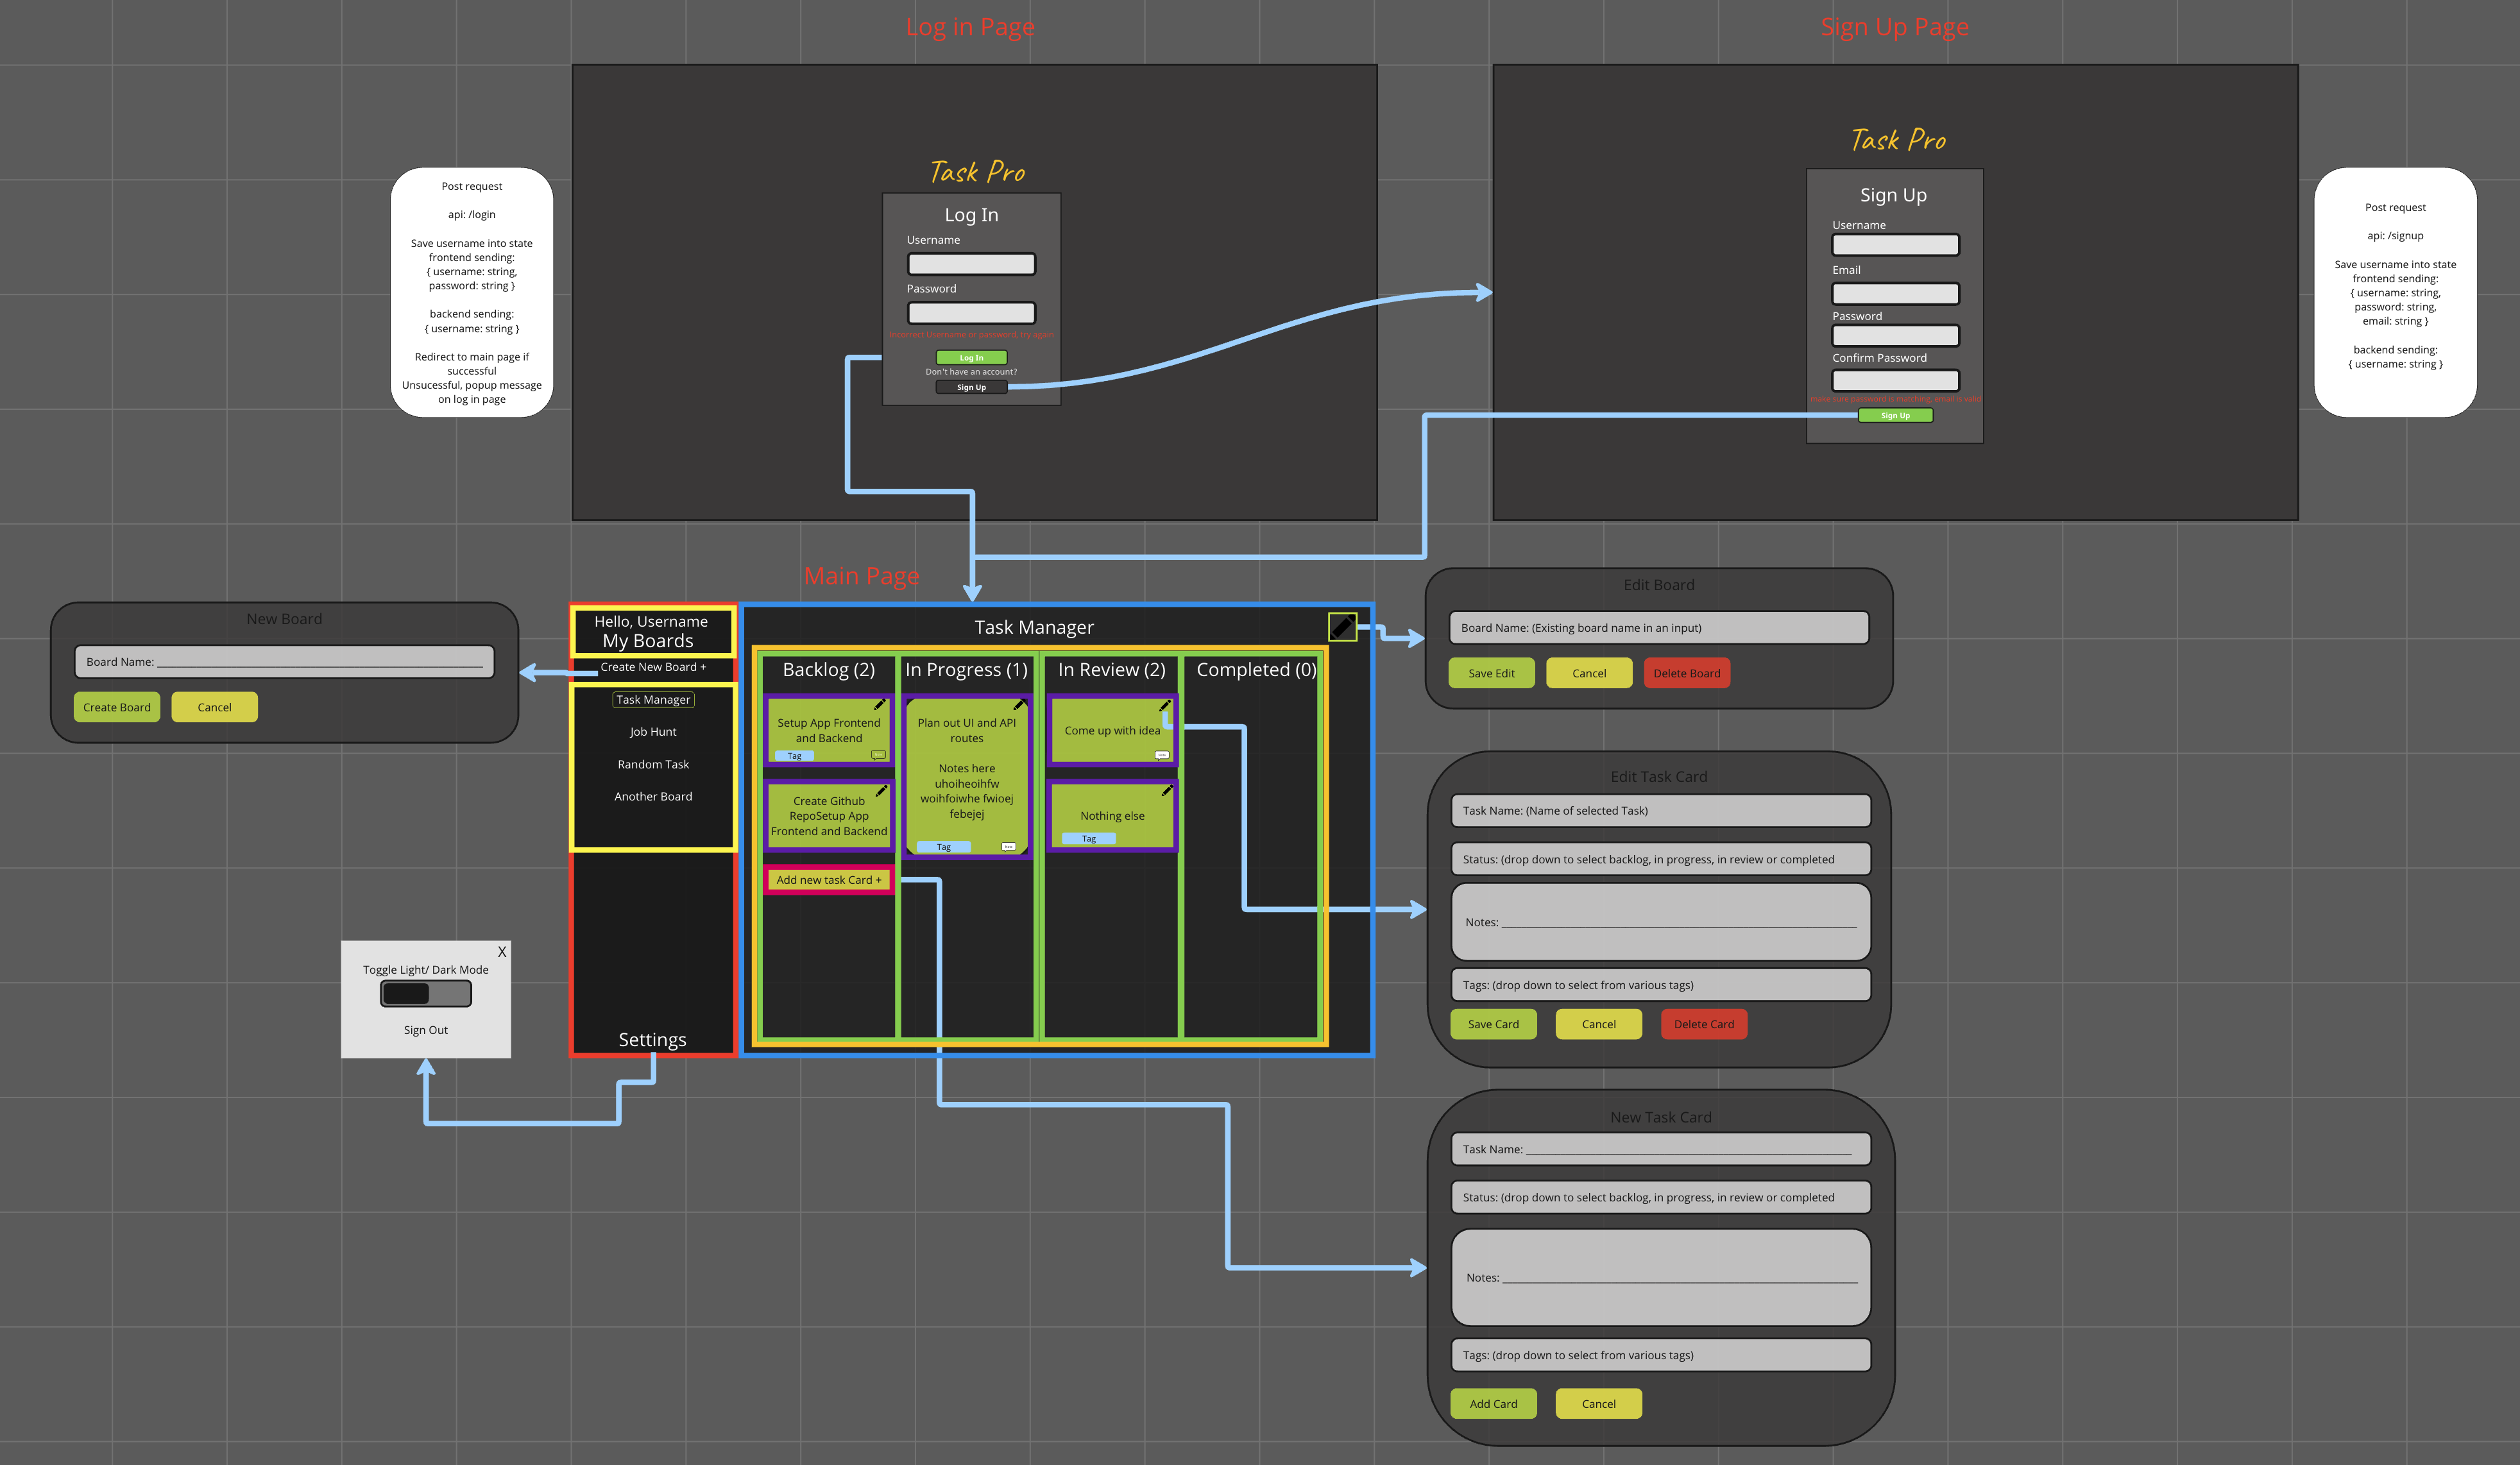 Log in Page
Sign Up Page
Post request
api: /login
Save username into state
frontend sending:
{ username: string,
password: string }
backend sending:
{ username: string }
Redirect to main page if
successful
Unsucessful, popup message
on log in page
Task Pro
Log In
Username
Password
Incorrect Username or password, try again
Log In
Don't have an account?
Sign Up
Task Pro
Sign Up
Username
Email
Password
Confirm Password
make sure password is matching, email is valid
Sign Up
Post request
api: /signup
Save username into state
frontend sending:
{ username: string,
password: string,
email: string }
backend sending:
{ username: string }
Main Page
New Board
Board Name:
Create Board
Cancel
Hello, Username
My Boards
Create New Board +
Task Manager
Job Hunt
Random Task
Another Board
Settings
Toggle Light/ Dark Mode
X
Sign Out
Task Manager
Backlog (2)
Setup App Frontend
and Backend
Tag
Create Github
RepoSetup App
Frontend and Backend
Add new task Card +
In Progress (1)
Plan out UI and API
routes
Notes here
uhoiheoihfw
woihfoiwhe fwioej
febejej
Tag
In Review (2)
Come up with idea
Nothing else
Tag
Completed (0)
Edit Board
Board Name: (Existing board name in an input)
Save Edit
Cancel
Delete Board
Edit Task Card
Task Name: (Name of selected Task)
Status: (drop down to select backlog, in progress, in review or completed
Notes:
Tags: (drop down to select from various tags)
Save Card
Cancel
Delete Card
New Task Card
Task Name:
Status: (drop down to select backlog, in progress, in review or completed
Notes:
Tags: (drop down to select from various tags)
Add Card
Cancel